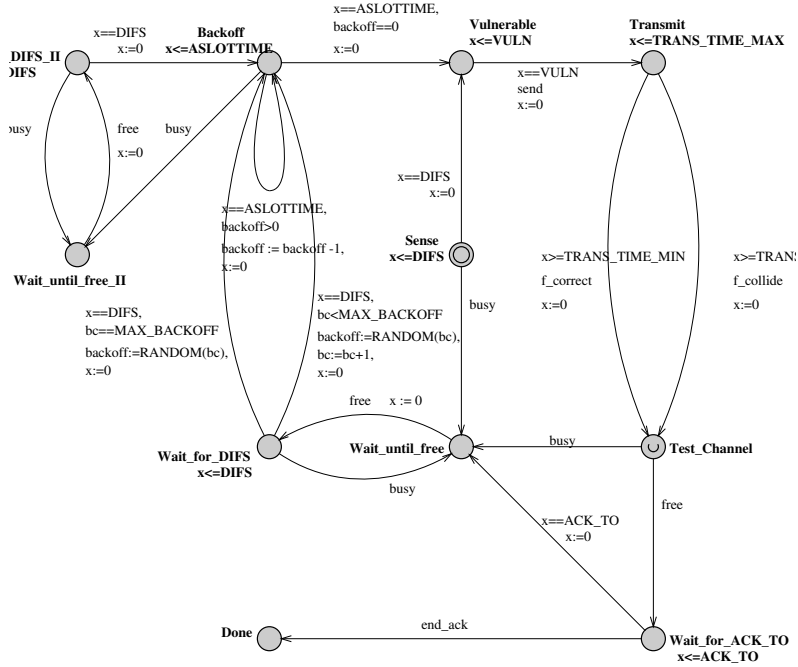 x==DIFS
x:=0
Backoff
x<=ASLOTTIME
x==ASLOTTIME,
backoff==0
x:=0
Vulnerable
x<=VULN
Transmit
x<=TRANS_TIME_MAX
_DIFS_II
DIFS
x==VULN
send
x:=0
busy
free
x:=0
busy
x==DIFS
x:=0
x==ASLOTTIME,
backoff>0
backoff := backoff -1,
x:=0
Sense
x<=DIFS
x>=TRANS_TIME_MIN
f_correct
x:=0
x>=TRANS
f_collide
x:=0
Wait_until_free_II
x==DIFS,
bc==MAX_BACKOFF
backoff:=RANDOM(bc),
x:=0
x==DIFS,
bc<MAX_BACKOFF
backoff:=RANDOM(bc),
bc:=bc+1,
x:=0
busy
free x := 0
Wait_for_DIFS
x<=DIFS
Wait_until_free
busy
Test_Channel
busy
free
x==ACK_TO
x:=0
Done
end_ack
Wait_for_ACK_TO
x<=ACK_TO